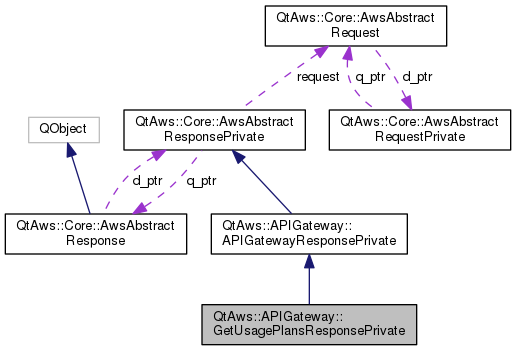 QtAws::Core::AwsAbstract
Request
request
q_ptr
d_ptr
QObject
QtAws::Core::AwsAbstract
ResponsePrivate
QtAws::Core::AwsAbstract
RequestPrivate
d_ptr
q_ptr
QtAws::Core::AwsAbstract
Response
QtAws::APIGateway::
APIGatewayResponsePrivate
QtAws::APIGateway::
GetUsagePlansResponsePrivate